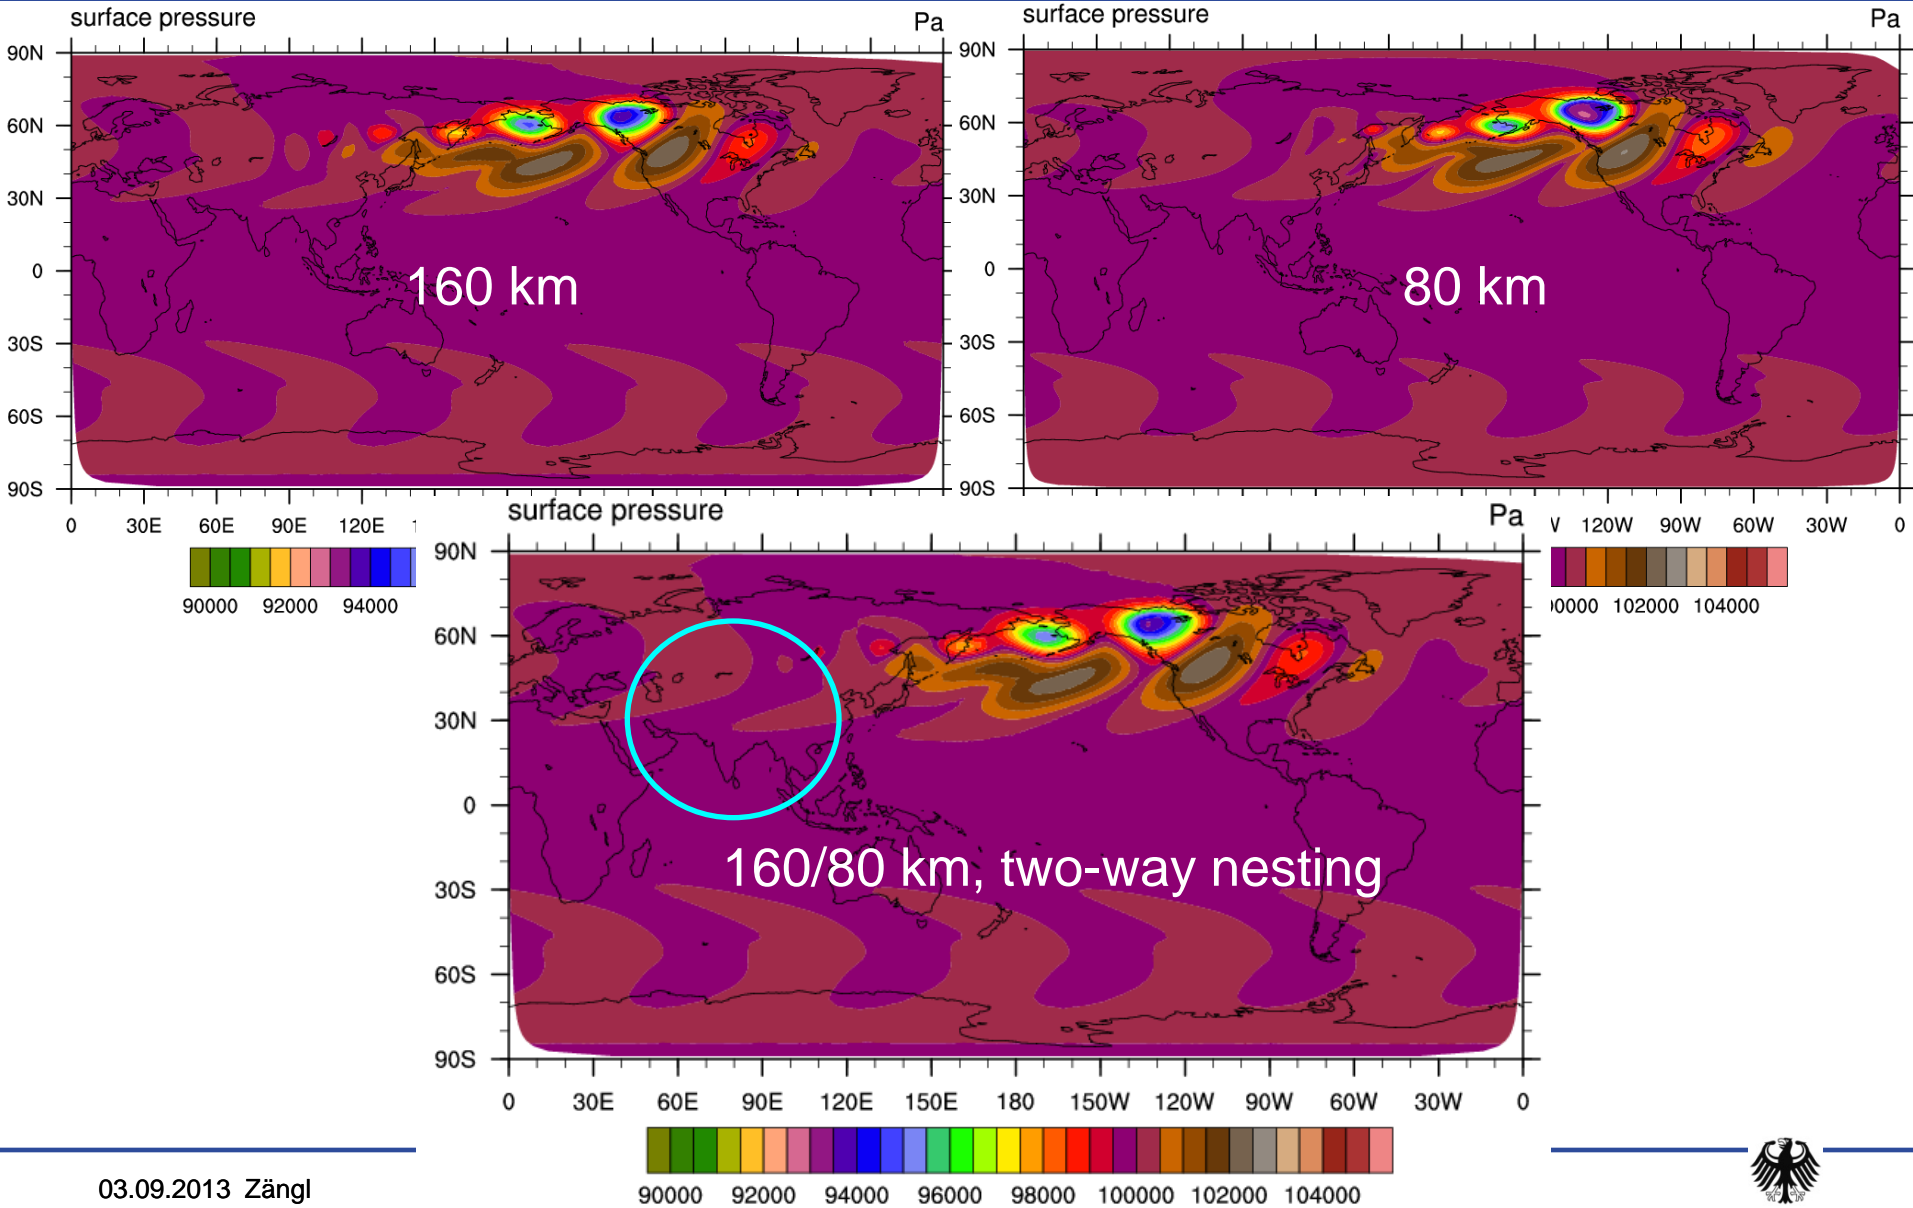 surface pressure
Pa
90N
60N
30N
0
30S
60S
90S
0 30E 60E 90E 120E
160 km
90000 92000 94000
surface pressure
Pa
90N
60N
30N
0
30S
60S
90S
120W 90W 60W 30W 0
80 km
102000 104000
surface pressure
Pa
90N
60N
30N
0
30S
60S
90S
0 30E 60E 90E 120E 150E 180 150W 120W 90W 60W 30W 0
160/80 km, two-way nesting
90000 92000 94000 96000 98000 100000 102000 104000
03.09.2013 Zängl